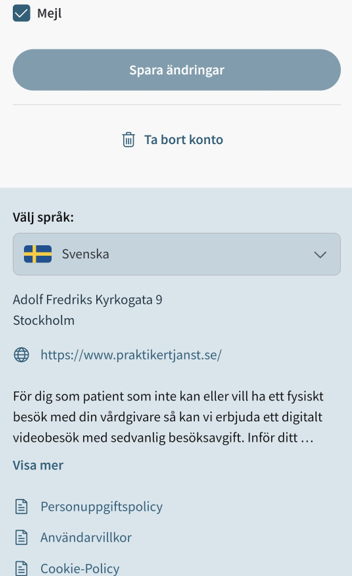 Mejl
Spara ändringar
Ta bort konto
Välj språk:
Svenska
Adolf Fredriks Kyrkogata 9
Stockholm
https://www.praktikertjanst.se/
För dig som patient som inte kan eller vill ha ett fysiskt
besök med din vårdgivare så kan vi erbjuda ett digitalt
videobesök med sedvanlig besöksavgift. Inför ditt …
Visa mer
Personuppgiftspolicy
Användarvillkor
Cookie-Policy